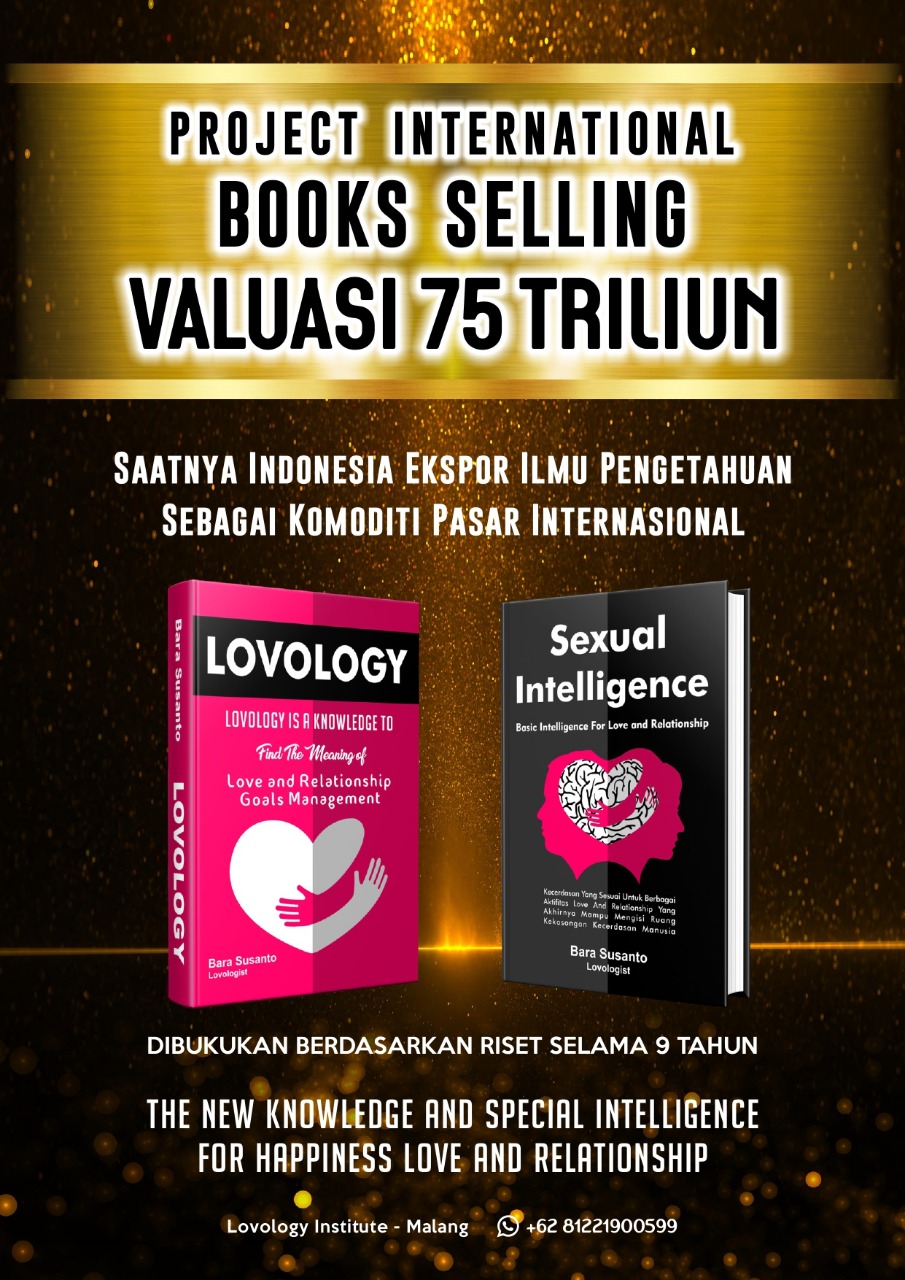 PROJECT INTERNATIONAL
BOOKS SELLING
VALUASI 75 TRILIUN
SAATNYA INDONESIA EKSPOR ILMU PENGETAHUAN
SEBAGAI KOMODITI PASAR INTERNASIONAL
Bara Susanto LOVOLOGY
LOVOLOGY
LOVOLOGY IS A KNOWLEDGE TO
Find The Meaning of
Love and Relationship
Goals Management
Bara Susanto
Lovologist
Sexual
Intelligence
Basic Intelligence For Love and Relationship
Kecerdasan Yang Sesuai Untuk Berbagai
Aktifitas Love And Relationship Yang
Akhirnya Mampu Mengisi Ruang
Kekosongan Kecerdasan Manusia
Bara Susanto
Lovologist
DIBUKUKAN BERDASARKAN RISET SELAMA 9 TAHUN
THE NEW KNOWLEDGE AND SPECIAL INTELLIGENCE
FOR HAPPINESS LOVE AND RELATIONSHIP
Lovology Institute - Malang +62 81221900599